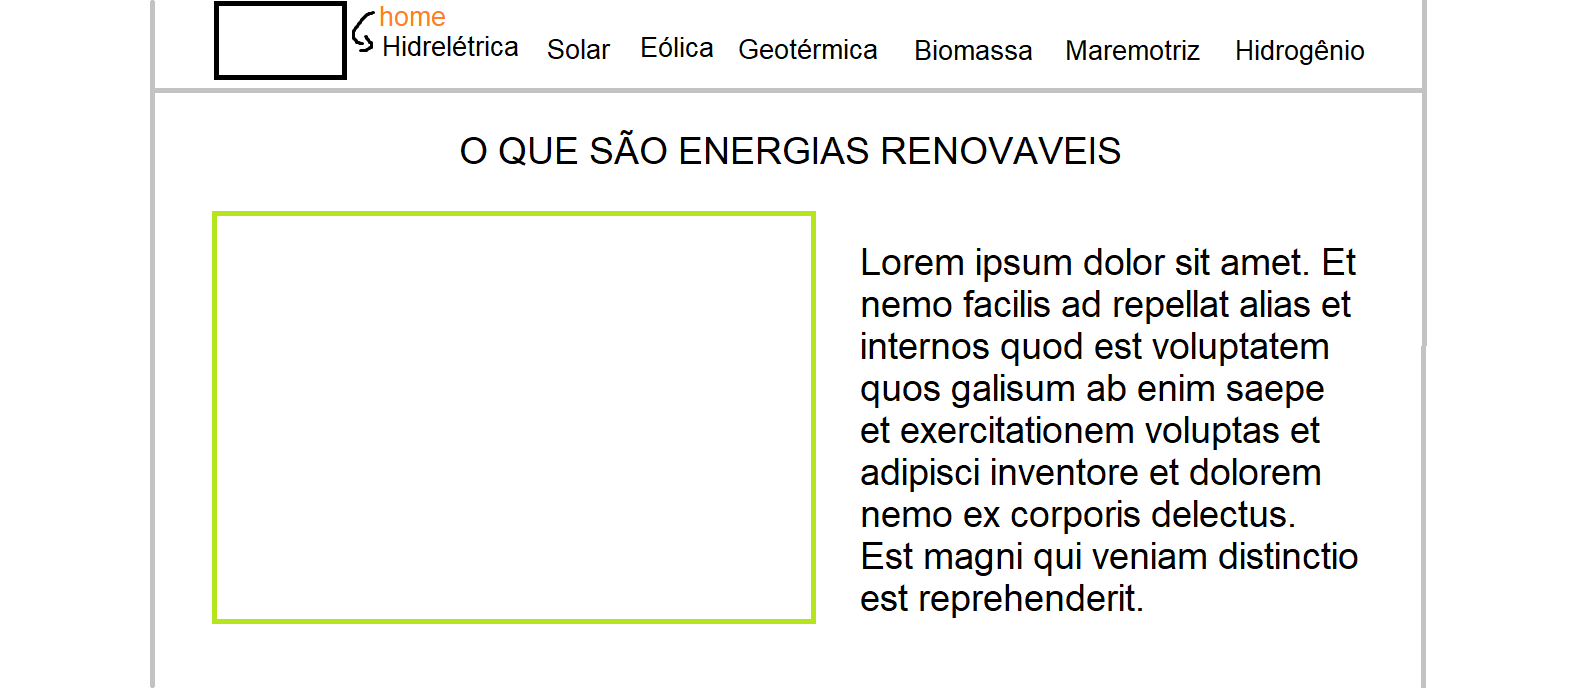 home
Hidrelétrica Solar Eólica Geotérmica Biomassa Maremotriz Hidrogênio
O QUE SÃO ENERGIAS RENOVAVEIS
Lorem ipsum dolor sit amet. Et
nemo facilis ad repellat alias et
internos quod est voluptatem
quos galisum ab enim saepe
et exercitationem voluptas et
adipisci inventore et dolorem
nemo ex corporis delectus.
Est magni qui veniam distinctio
est reprehenderit.